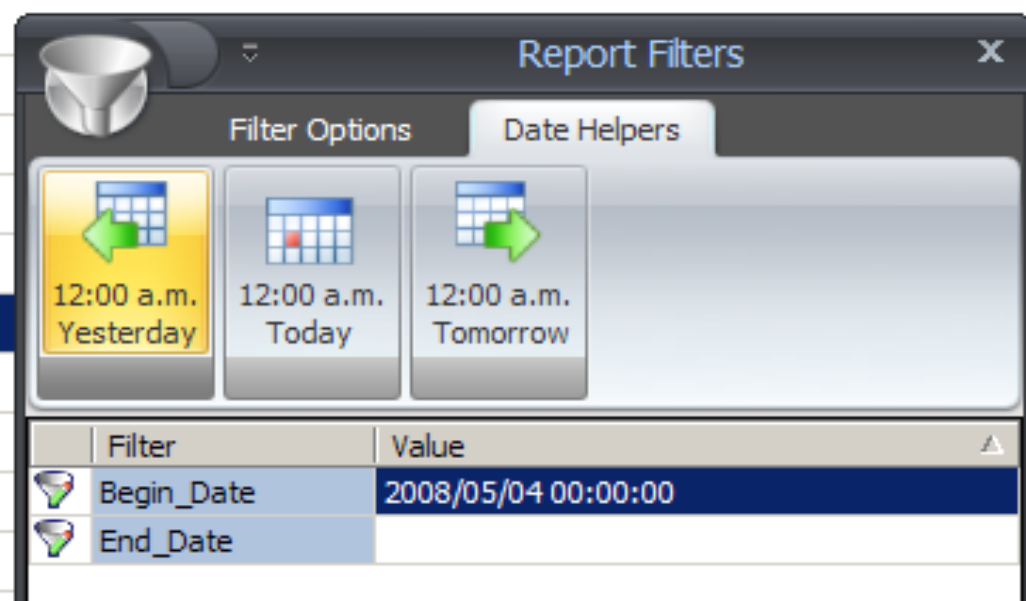 Report Filters
Filter Options
Date Helpers
12:00 a.m.
Yesterday
12:00 a.m.
Today
12:00 a.m.
Tomorrow
Filter
Value
Begin_Date
2008/05/04 00:00:00
End_Date